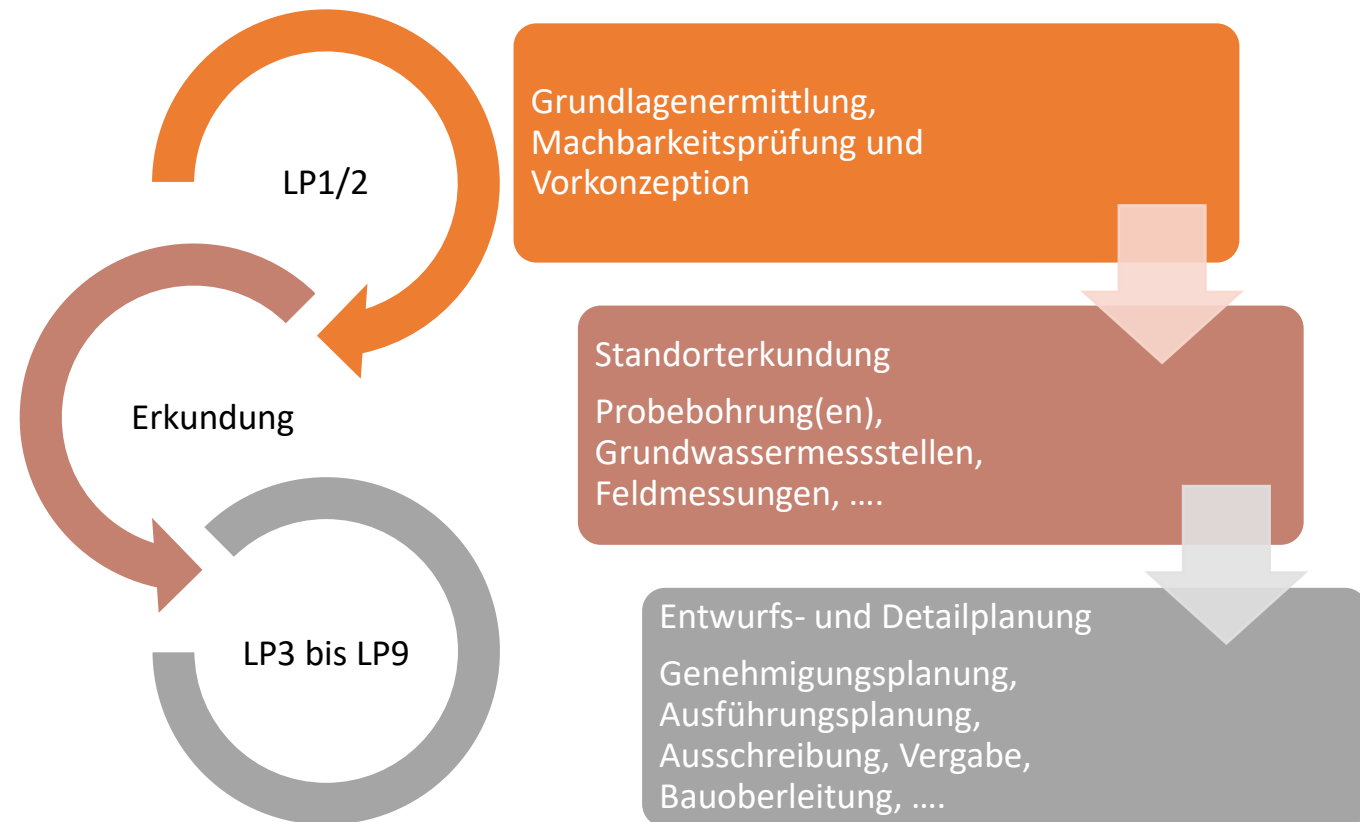 LP1/2
Grundlagenermittlung,
Machbarkeitsprüfung und
Vorkonzeption
Erkundung
Standorterkundung
Probebohrung(en),
Grundwassermessstellen,
Feldmessungen, ....
LP3 bis LP9
Entwurfs- und Detailplanung
Genehmigungsplanung,
Ausführungsplanung,
Ausschreibung, Vergabe,
Bauoberleitung, ....